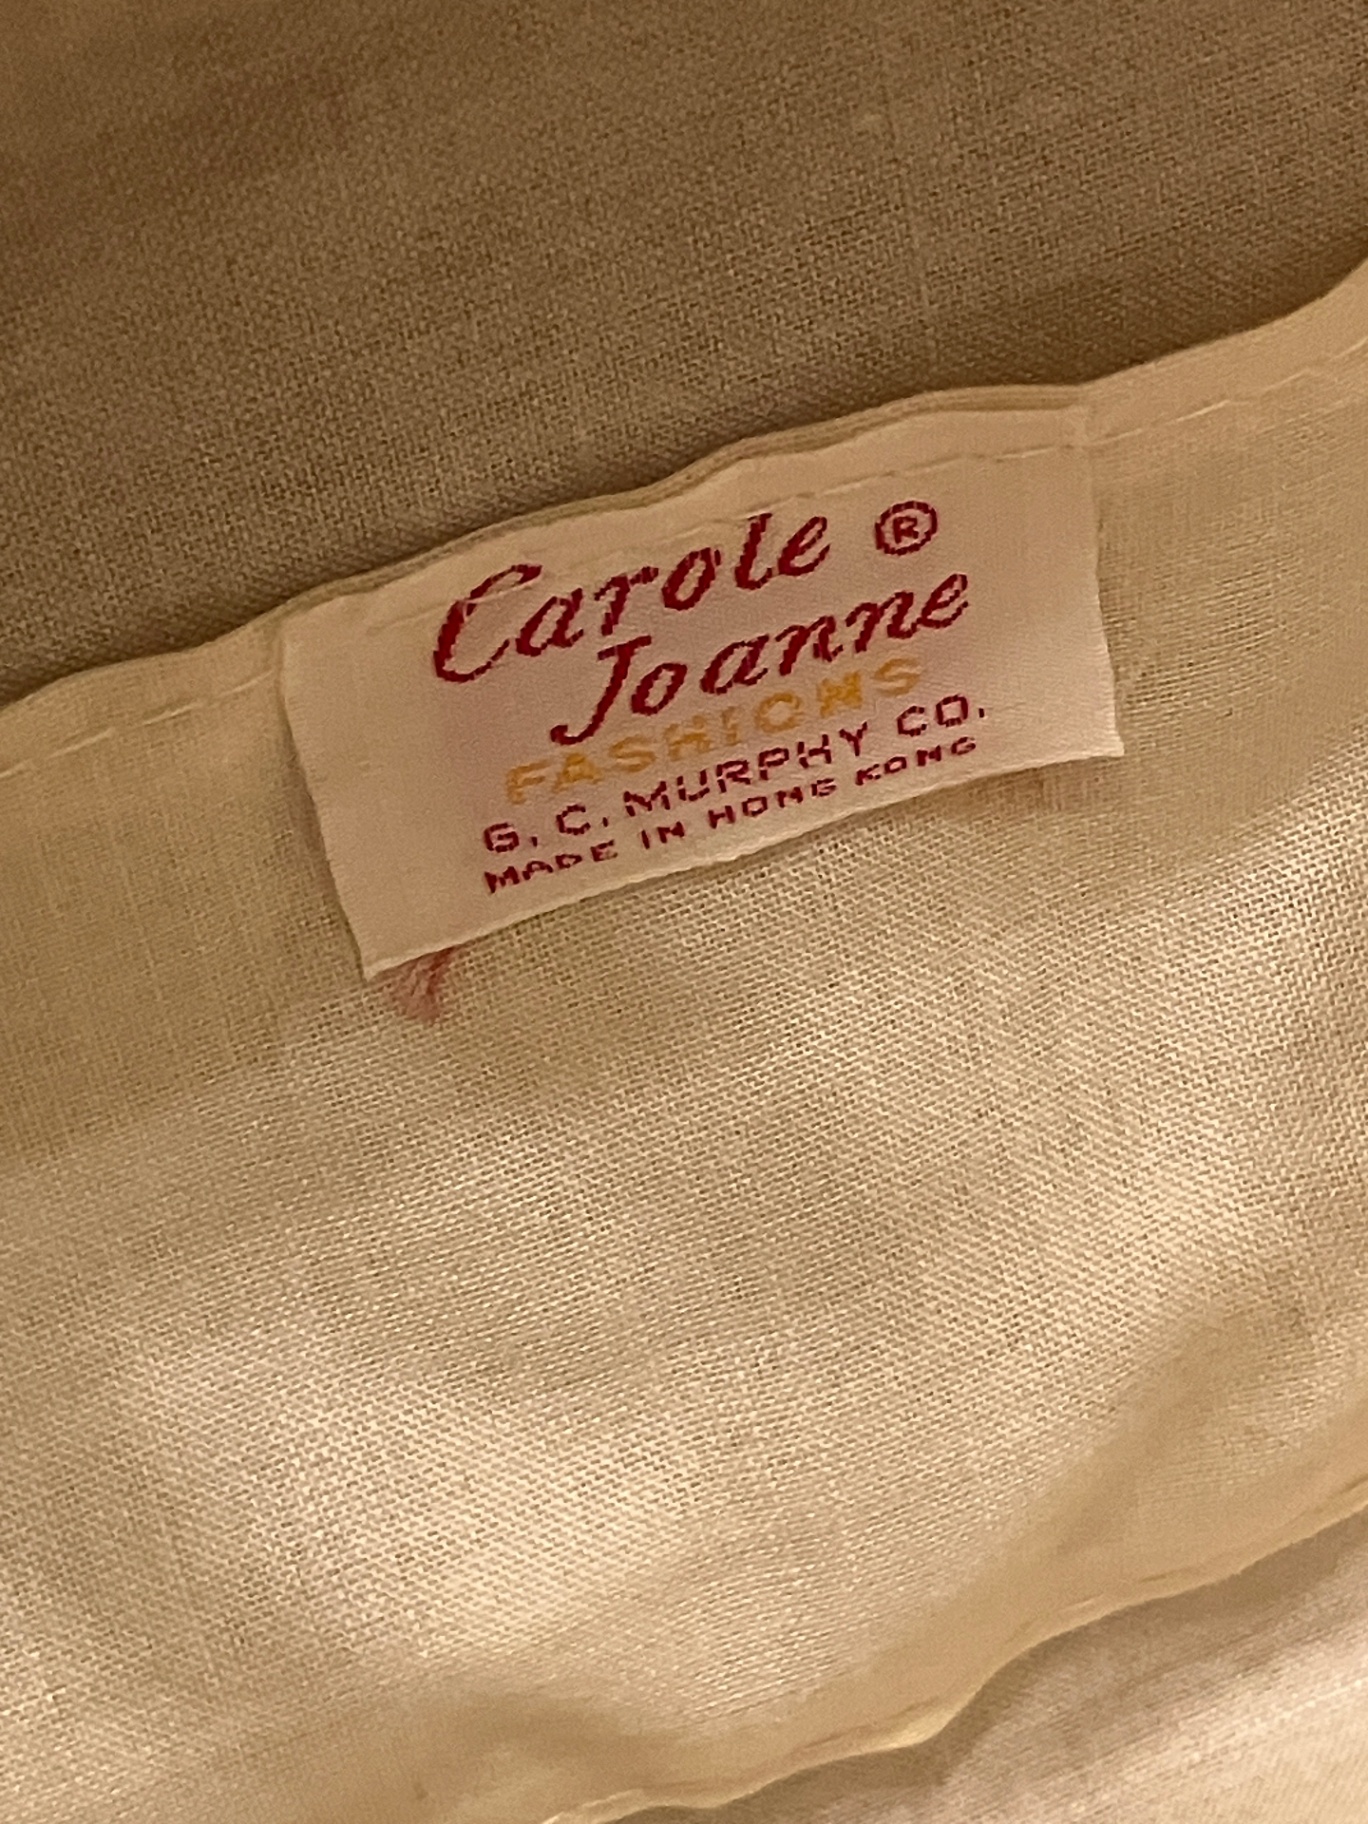 Carole ®
Joanne
FASHIONS
G. C. MURPHY CO.
MADE IN HONG KONG